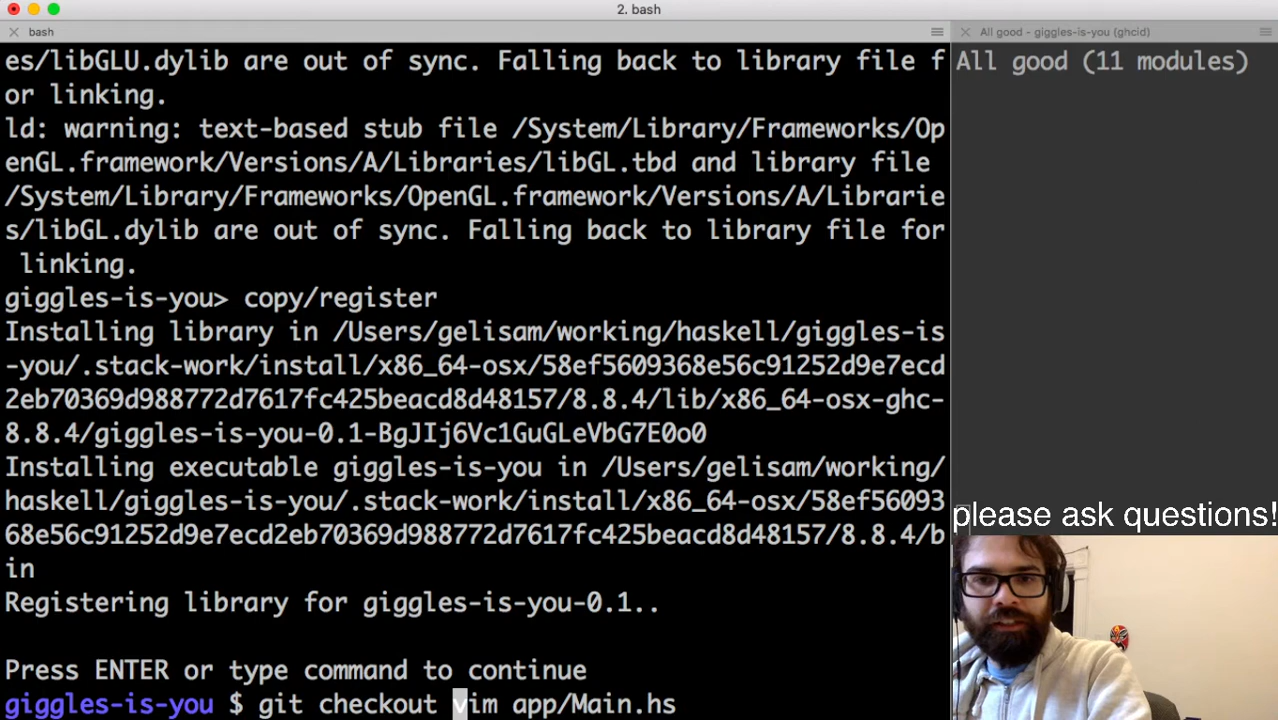 2. bash
bash
All good - giggles-is-you (ghcid)
es/libGLU.dylib are out of sync. Falling back to library file f
or linking.
ld: warning: text-based stub file /System/Library/Frameworks/Op
enGL.framework/Versions/A/Libraries/libGL.tbd and library file
/System/Library/Frameworks/OpenGL.framework/Versions/A/Librarie
s/libGL.dylib are out of sync. Falling back to library file for
linking.
giggles-is-you> copy/register
Installing library in /Users/gelisam/working/haskell/giggles-is
-you/.stack-work/install/x86_64-osx/58ef5609368e56c91252d9e7ecd
2eb70369d988772d7617fc425beacd8d48157/8.8.4/lib/x86_64-osx-ghc-
8.8.4/giggles-is-you-0.1-BgJIj6Vc1GuGLeVbG7E0o0
Installing executable giggles-is-you in /Users/gelisam/working/
haskell/giggles-is-you/.stack-work/install/x86_64-osx/58ef56093
68e56c91252d9e7ecd2eb70369d988772d7617fc425beacd8d48157/8.8.4/b
in
Registering library for giggles-is-you-0.1..
Press ENTER or type command to continue
giggles-is-you $ git checkout vim app/Main.hs
All good (11 modules)
please ask questions!